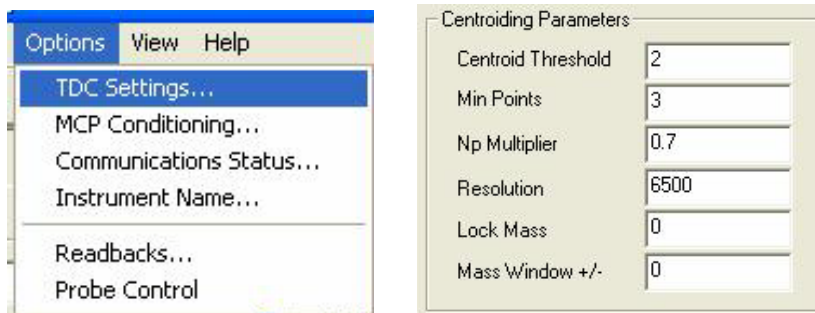 Options View Help
TDC Settings...
MCP Conditioning...
Communications Status...
Instrument Name...
Readbacks...
Probe Control
Centroiding Parameters
Centroid Threshold 2
Min Points 3
Np Multiplier 0.7
Resolution 6500
Lock Mass 0
Mass Window +/- 0